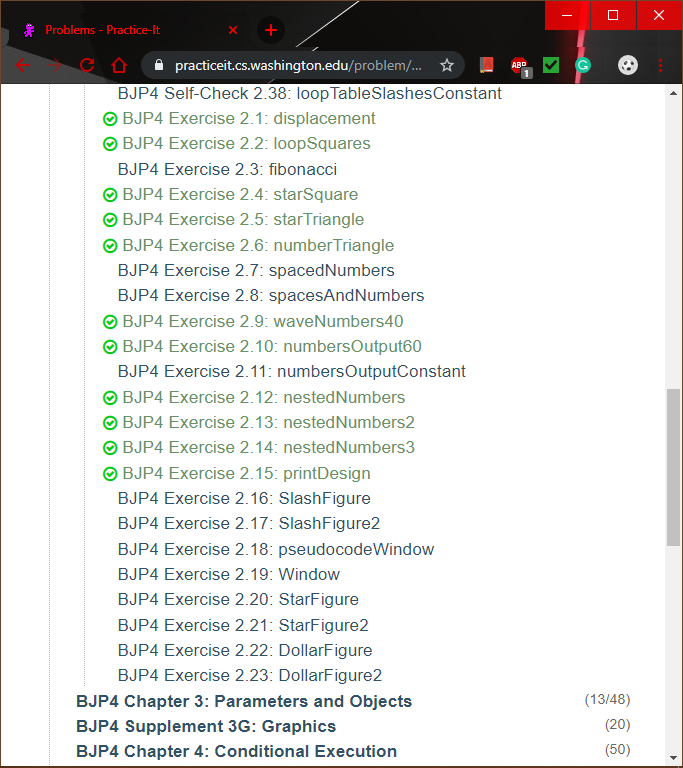 Problems - Practice-It
practiceit.cs.washington.edu/problem/...
ABP
1
BJP4 Self-Check 2.38: loopTableSlashesConstant
BJP4 Exercise 2.1: displacement
BJP4 Exercise 2.2: loopSquares
BJP4 Exercise 2.3: fibonacci
BJP4 Exercise 2.4: starSquare
BJP4 Exercise 2.5: starTriangle
BJP4 Exercise 2.6: numberTriangle
BJP4 Exercise 2.7: spacedNumbers
BJP4 Exercise 2.8: spacesAndNumbers
BJP4 Exercise 2.9: waveNumbers40
BJP4 Exercise 2.10: numbersOutput60
BJP4 Exercise 2.11: numbersOutputConstant
BJP4 Exercise 2.12: nestedNumbers
BJP4 Exercise 2.13: nestedNumbers2
BJP4 Exercise 2.14: nestedNumbers3
BJP4 Exercise 2.15: printDesign
BJP4 Exercise 2.16: SlashFigure
BJP4 Exercise 2.17: SlashFigure2
BJP4 Exercise 2.18: pseudocodeWindow
BJP4 Exercise 2.19: Window
BJP4 Exercise 2.20: StarFigure
BJP4 Exercise 2.21: StarFigure2
BJP4 Exercise 2.22: DollarFigure
BJP4 Exercise 2.23: DollarFigure2
BJP4 Chapter 3: Parameters and Objects (13/48)
BJP4 Supplement 3G: Graphics (20)
BJP4 Chapter 4: Conditional Execution (50)